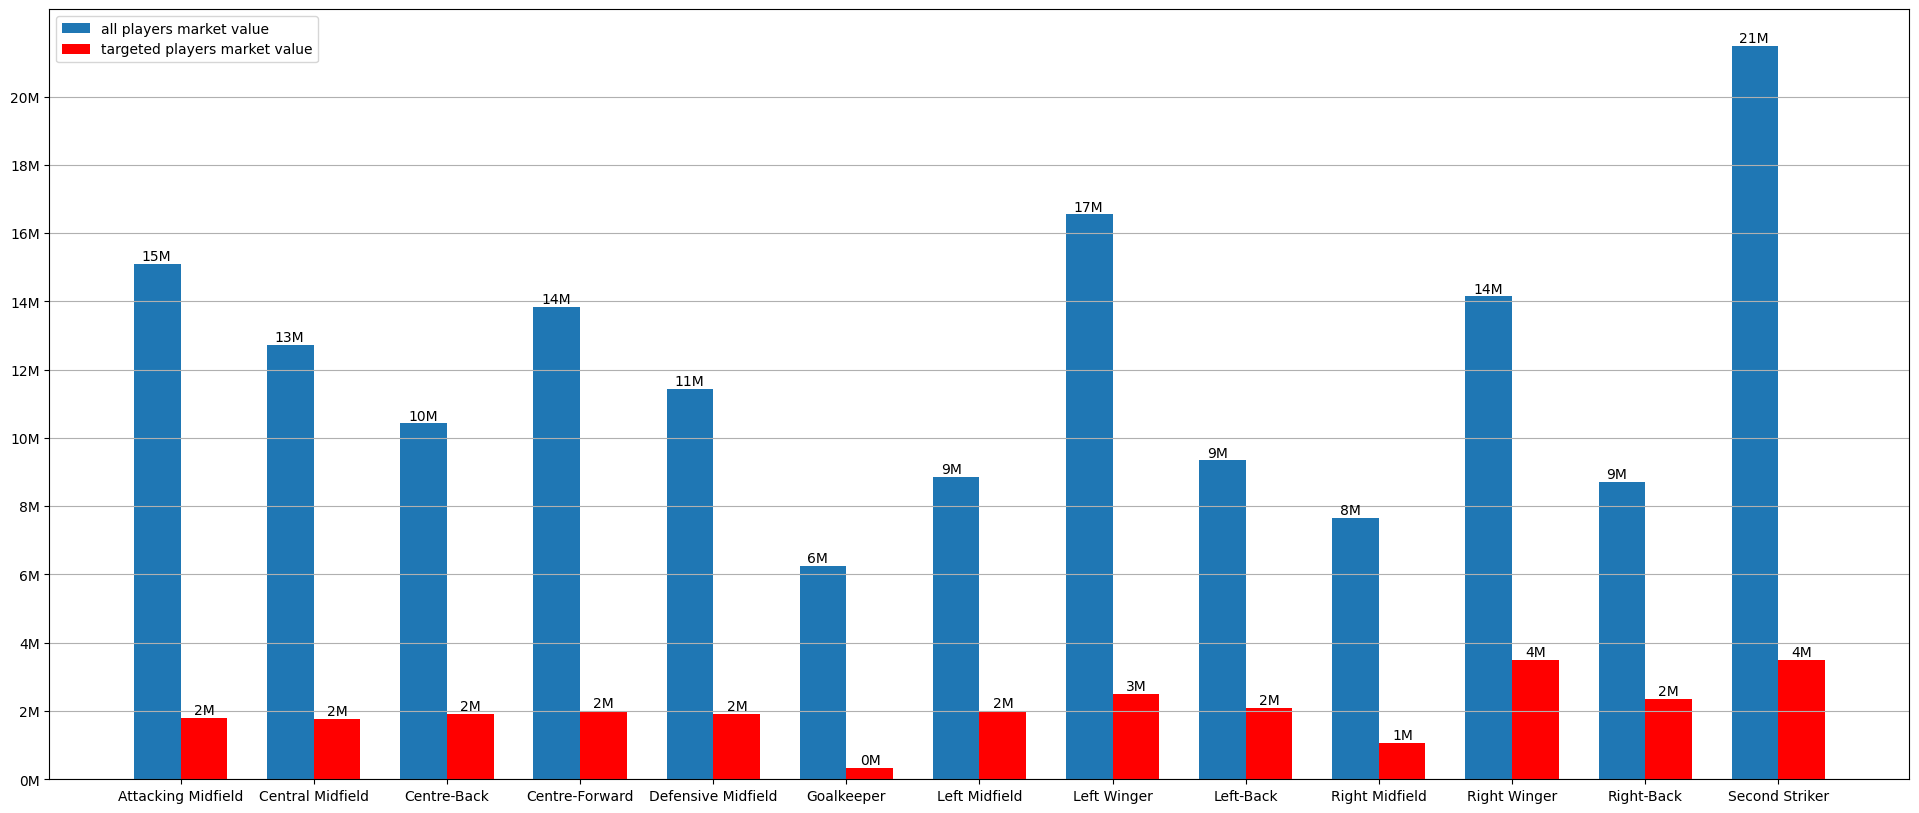 all players market value
targeted players market value
20M
18M
16M
14M
12M
10M
8M
6M
4M
2M
0M
15M
2M
13M
2M
10M
2M
14M
2M
11M
2M
6M
0M
9M
2M
17M
3M
9M
2M
8M
1M
14M
4M
9M
2M
21M
4M
Attacking Midfield
Central Midfield
Centre-Back
Centre-Forward
Defensive Midfield
Goalkeeper
Left Midfield
Left Winger
Left-Back
Right Midfield
Right Winger
Right-Back
Second Striker